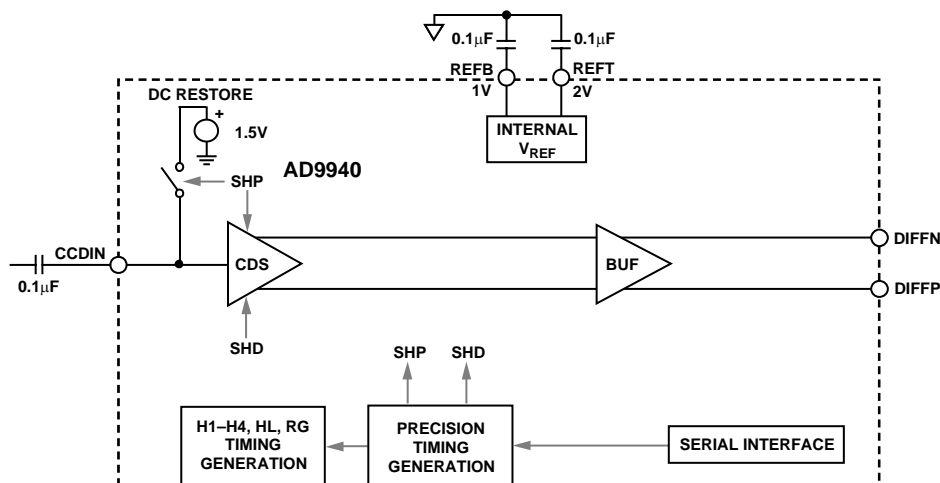 0.1μF
0.1μF
REFB
REFT
1V
2V
DC RESTORE
+
1.5V
INTERNAL
VREF
AD9940
SHP
CCDIN
0.1μF
CDS
BUF
DIFFN
DIFFP
SHD
SHP
SHD
H1–H4, HL, RG
TIMING
GENERATION
PRECISION
TIMING
GENERATION
SERIAL INTERFACE